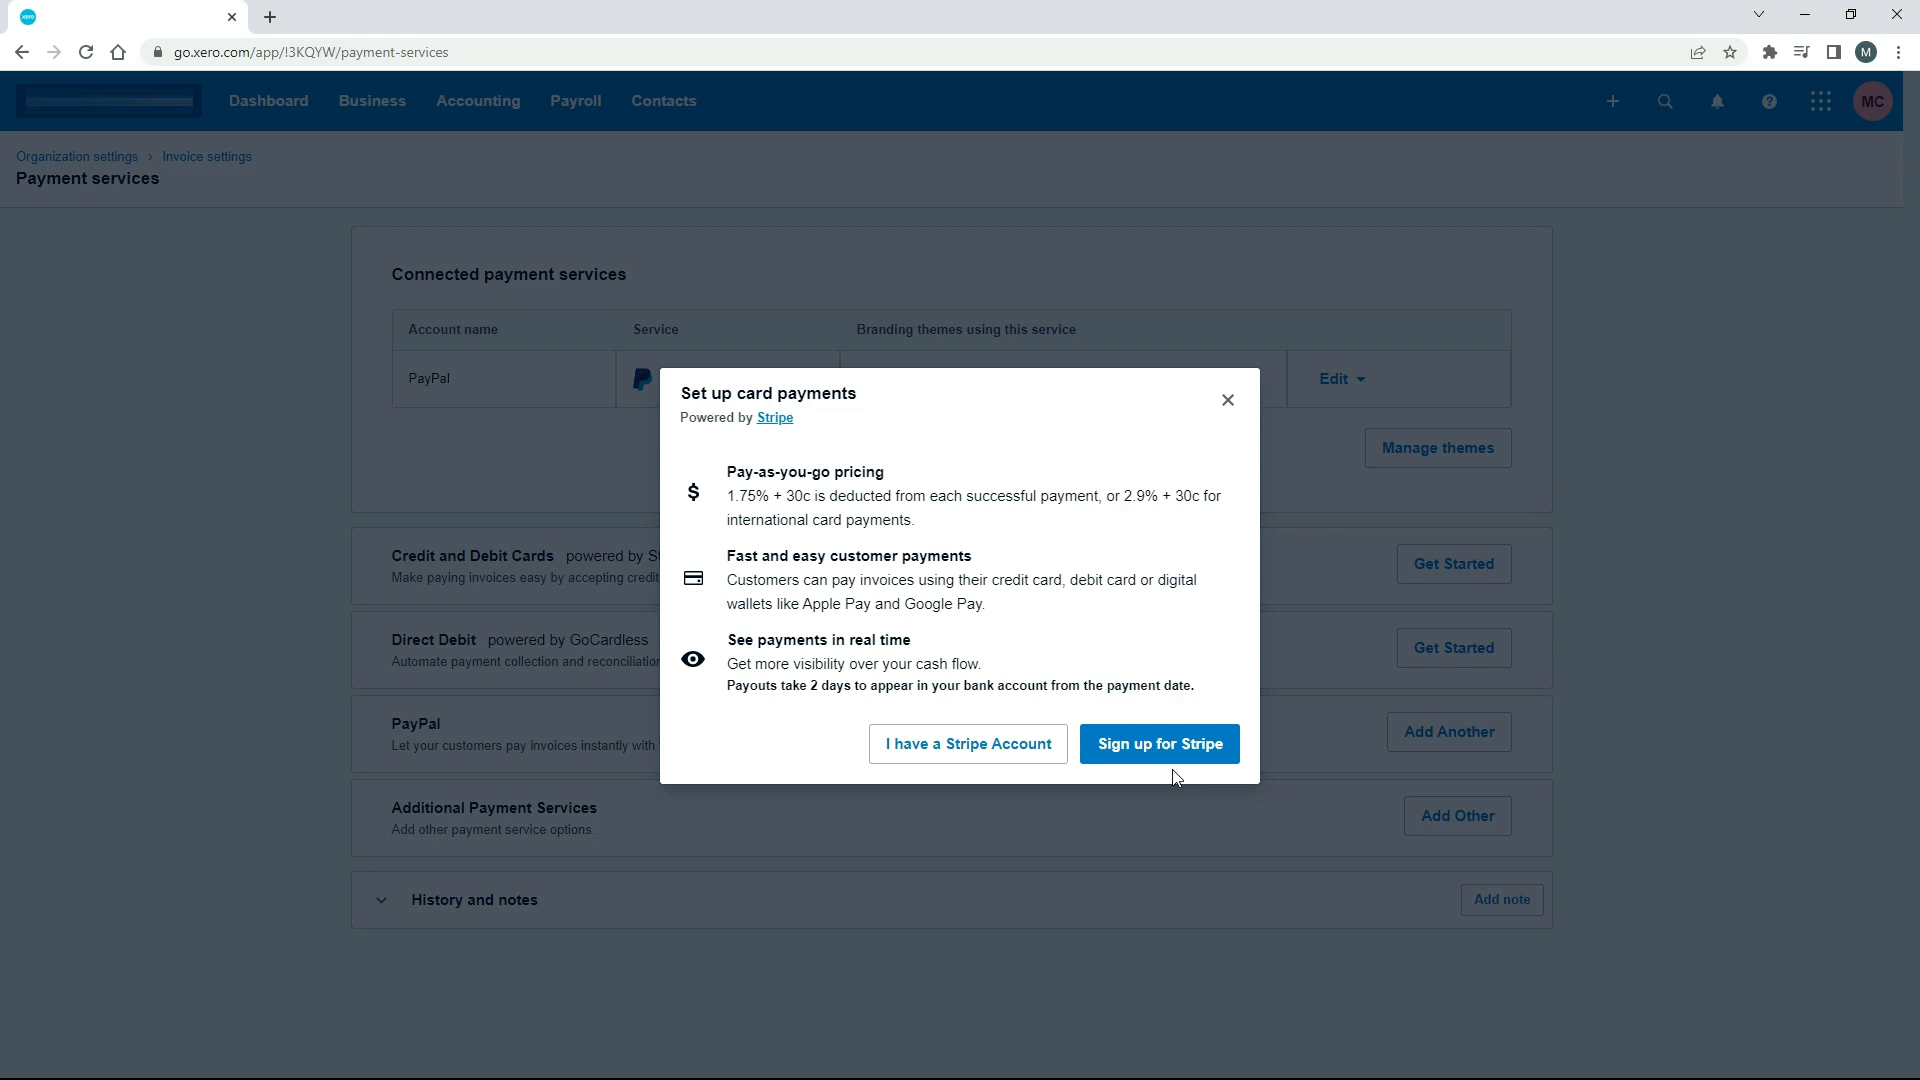 xero
go.xero.com/app/!3KQYW/payment-services
M
Dashboard Business Accounting Payroll Contacts
MC
Organization settings > Invoice settings
Payment services
Connected payment services
Account name Service Branding themes using this service
PayPal Edit
Manage themes
Set up card payments
Powered by Stripe
Pay-as-you-go pricing
$
1.75% + 30c is deducted from each successful payment, or 2.9% + 30c for
international card payments.
Fast and easy customer payments
Customers can pay invoices using their credit card, debit card or digital
wallets like Apple Pay and Google Pay.
See payments in real time
Get more visibility over your cash flow.
Payouts take 2 days to appear in your bank account from the payment date.
I have a Stripe Account Sign up for Stripe
Credit and Debit Cards powered by
Make paying invoices easy by accepting credit
Get Started
Direct Debit powered by GoCardless
Automate payment collection and reconciliation
Get Started
PayPal
Let your customers pay invoices instantly with
Add Another
Additional Payment Services
Add other payment service options.
Add Other
History and notes Add note